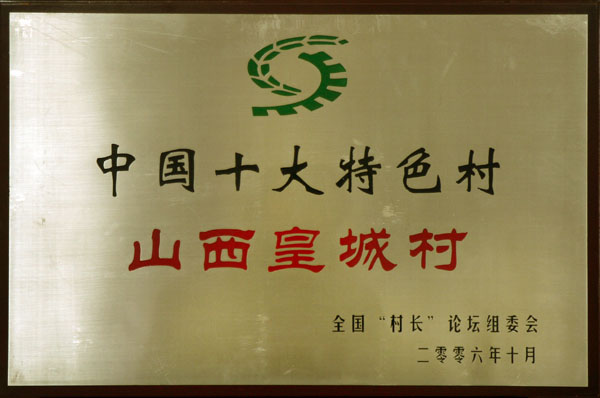 中国十大特色村
山西皇城村
全国“村长”论坛组委会
二零零六年十月